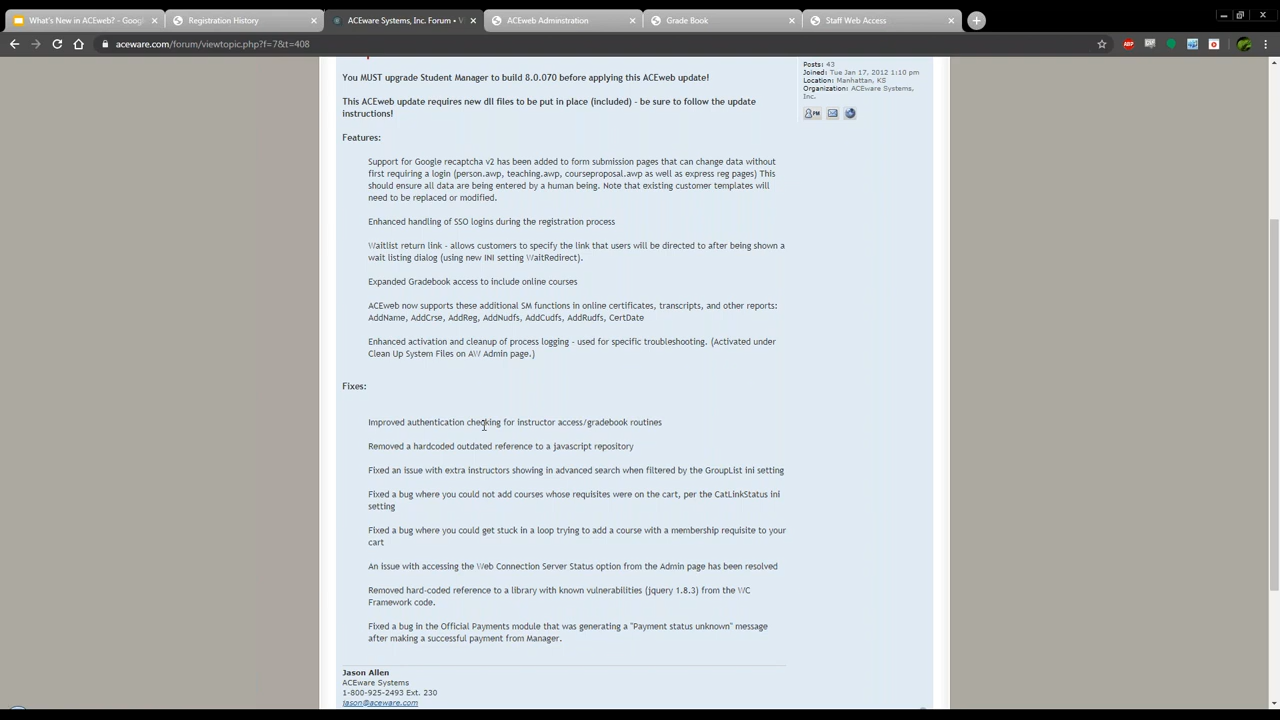 What's New in ACEweb? - Goog
Registration History
ACEware Systems, Inc. Forum • V
ACEweb Adminstration
Grade Book
Staff Web Access
aceware.com/forum/viewtopic.php?f=7&t=408
You MUST upgrade Student Manager to build 8.0.070 before applying this ACEweb update!
This ACEweb update requires new dll files to be put in place (included) - be sure to follow the update
instructions!
Features:
Support for Google recaptcha v2 has been added to form submission pages that can change data without
first requiring a login (person.awp, teaching.awp, courseproposal.awp as well as express reg pages) This
should ensure all data are being entered by a human being. Note that existing customer templates will
need to be replaced or modified.
Enhanced handling of SSO logins during the registration process
Waitlist return link - allows customers to specify the link that users will be directed to after being shown a
wait listing dialog (using new INI setting WaitRedirect).
Expanded Gradebook access to include online courses
ACEweb now supports these additional SM functions in online certificates, transcripts, and other reports:
AddName, AddCrse, AddReg, AddNudfs, AddCudfs, AddRudfs, CertDate
Enhanced activation and cleanup of process logging - used for specific troubleshooting. (Activated under
Clean Up System Files on AW Admin page.)
Fixes:
Improved authentication checking for instructor access/gradebook routines
Removed a hardcoded outdated reference to a javascript repository
Fixed an issue with extra instructors showing in advanced search when filtered by the GroupList ini setting
Fixed a bug where you could not add courses whose requisites were on the cart, per the CatLinkStatus ini
setting
Fixed a bug where you could get stuck in a loop trying to add a course with a membership requisite to your
cart
An issue with accessing the Web Connection Server Status option from the Admin page has been resolved
Removed hard-coded reference to a library with known vulnerabilities (jquery 1.8.3) from the WC
Framework code.
Fixed a bug in the Official Payments module that was generating a "Payment status unknown" message
after making a successful payment from Manager.
Jason Allen
ACEware Systems
1-800-925-2493 Ext. 230
jason@aceware.com
Posts: 43
Joined: Tue Jan 17, 2012 1:10 pm
Location: Manhattan, KS
Organization: ACEware Systems,
Inc.
PM
ABP